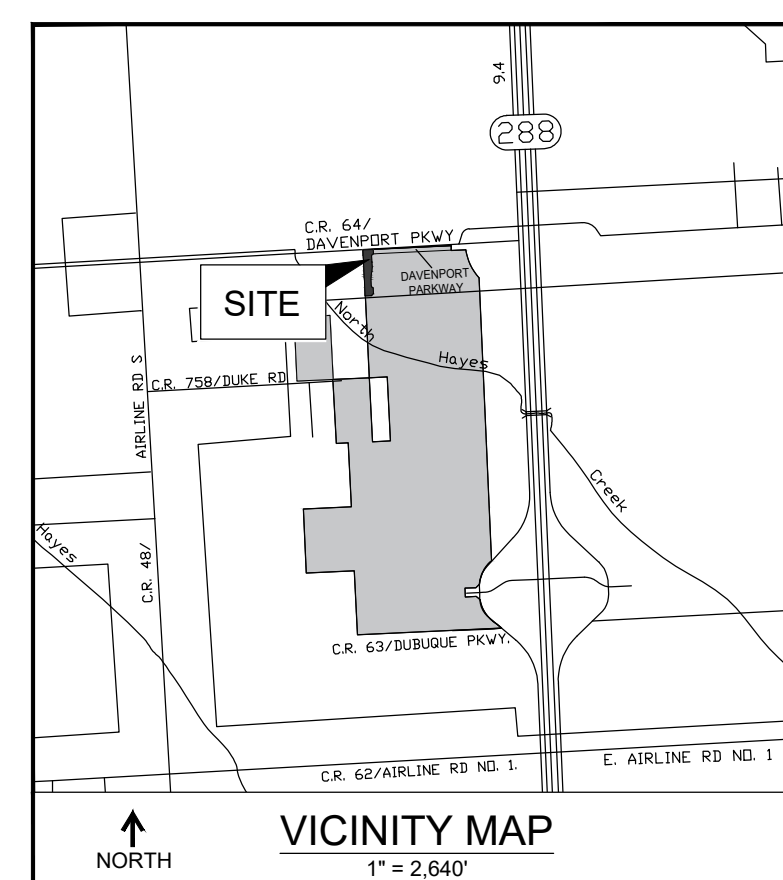 9.4
288
C.R. 64/
DAVENPORT PKWY
DAVENPORT
PARKWAY
SITE
North
Hayes
C.R. 758/DUKE RD
AIRLINE RD S
Creek
Hayes
C.R. 48/
C.R. 63/DUBUQUE PKWY.
C.R. 62/AIRLINE RD NO. 1.
E. AIRLINE RD NO. 1
NORTH
VICINITY MAP
1" = 2,640'